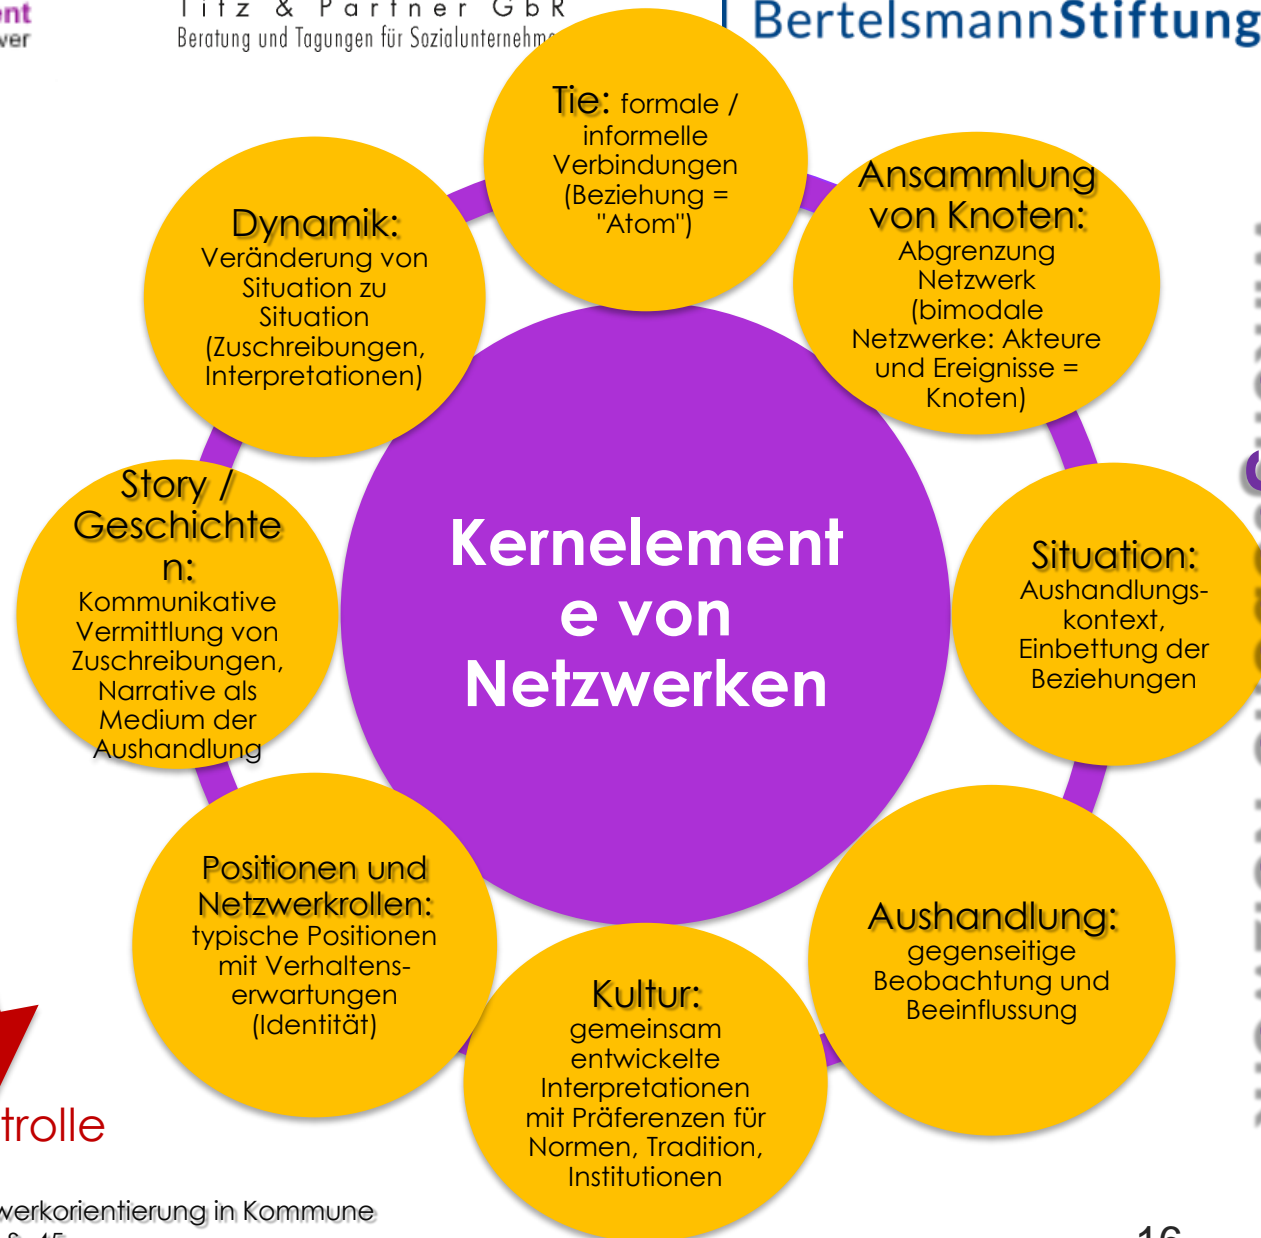 Titz & Partner GbR
Beratung und Tagungen für
BertelsmannStiftung
Tie: formale /
informelle
Verbindungen
(Beziehung =
"Atom")
Ansammlung
von Knoten:
Abgrenzung
Netzwerk
(bimodale
Netzwerke: Akteure
und Ereignisse =
Knoten)
Situation:
Aushandlungs-
kontext,
Einbettung der
Beziehungen
Aushandlung:
gegenseitige
Beobachtung und
Beeinflussung
Kultur:
gemeinsam
entwickelte
Interpretationen
mit Präferenzen für
Normen, Tradition,
Institutionen
Positionen und
Netzwerkrollen:
typische Positionen
mit Verhaltens-
erwartungen
(Identität)
Story /
Geschichte
n:
Kommunikative
Vermittlung von
Zuschreibungen,
Narrative als
Medium der
Aushandlung
Dynamik:
Veränderung von
Situation zu
Situation
(Zuschreibungen,
Interpretationen)
Kernelement
e von
Netzwerken
trolle
werkorientierung in Kommune
16